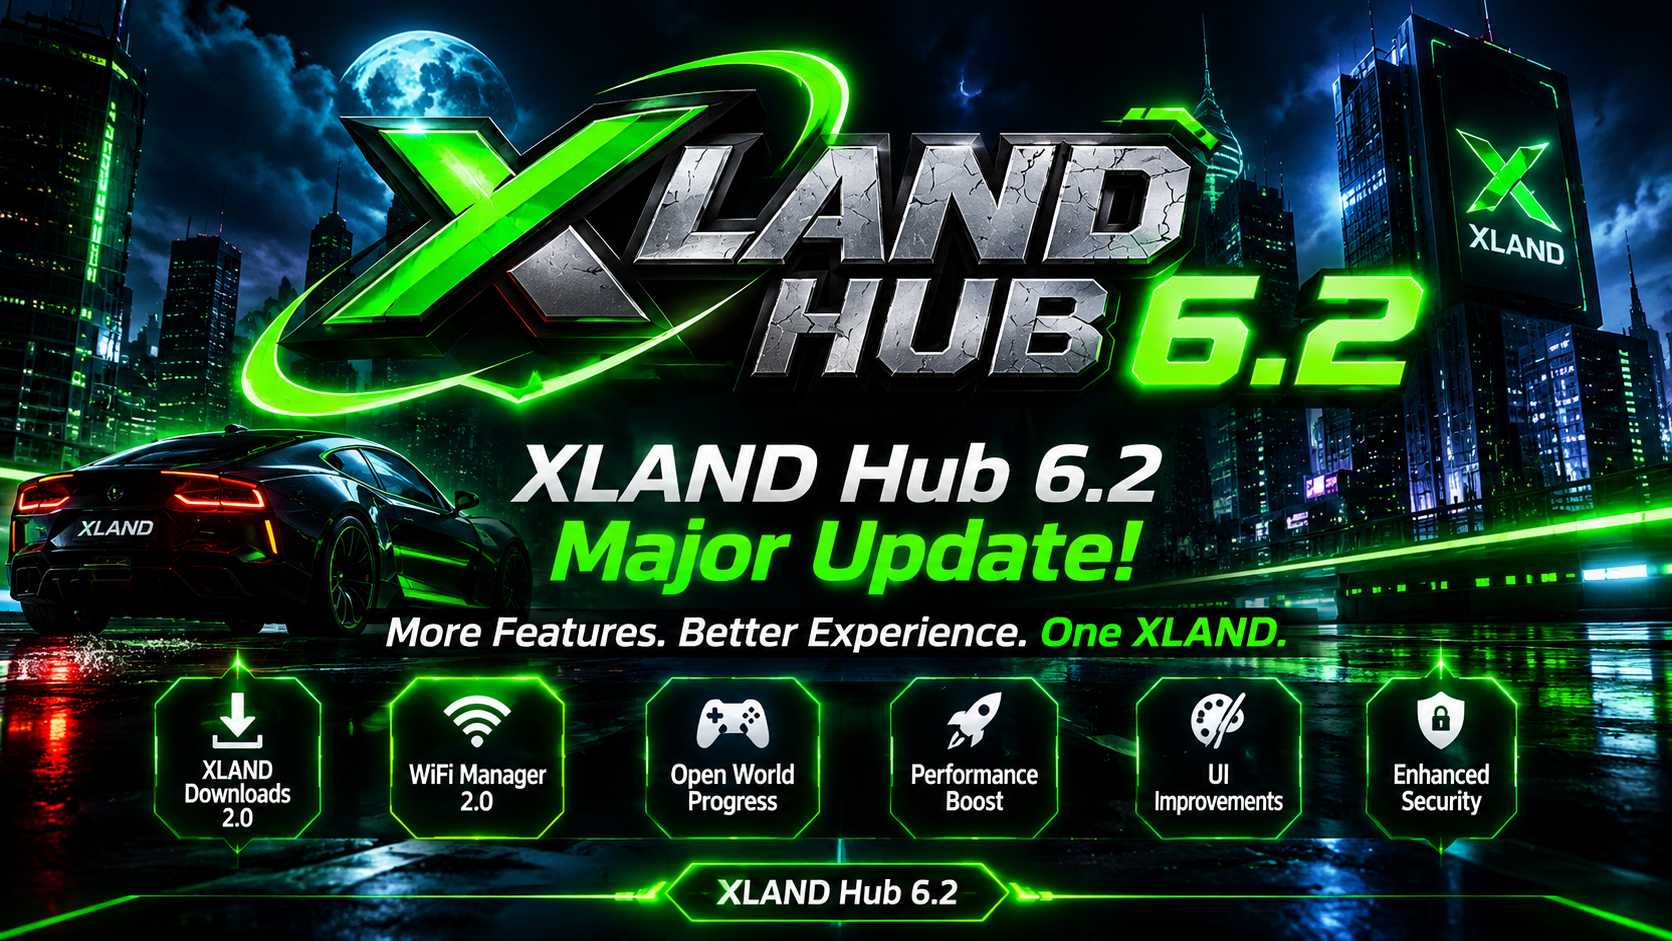 XLAND
HUB 6.2
XLAND
XLAND
XLAND Hub 6.2
Major Update!
More Features. Better Experience. One XLAND.
XLAND
Downloads
2.0
WiFi Manager
2.0
Open World
Progress
Performance
Boost
UI
Improvements
Enhanced
Security
XLAND Hub 6.2